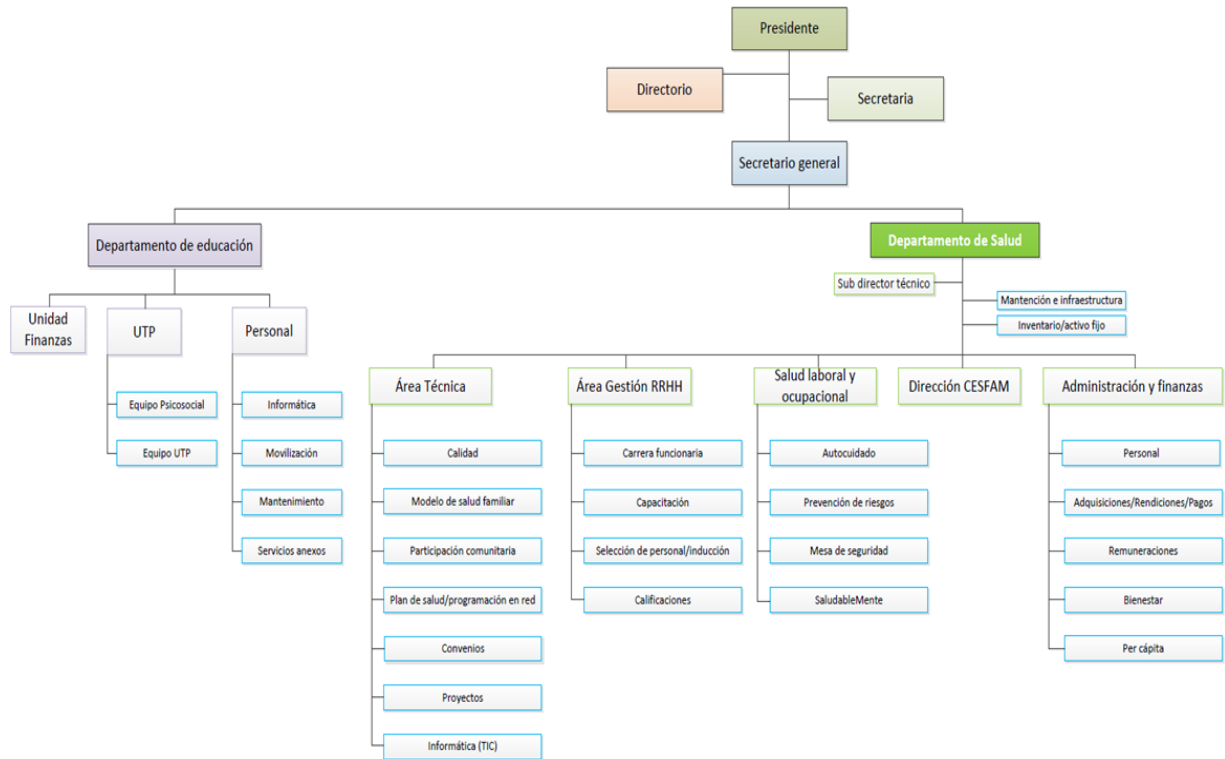 Presidente
Directorio
Secretaria
Secretario general
Departamento de educación
Departamento de Salud
Sub director técnico
Mantención e infraestructura
Inventario/activo fijo
Unidad
Finanzas
UTP
Personal
Equipo Psicosocial
Equipo UTP
Informática
Movilización
Mantenimiento
Servicios anexos
Área Técnica
Calidad
Modelo de salud familiar
Participación comunitaria
Plan de salud/programación en red
Convenios
Proyectos
Informática (TIC)
Área Gestión RRHH
Carrera funcionaria
Capacitación
Selección de personal/inducción
Calificaciones
Salud laboral y
ocupacional
Autocuidado
Prevención de riesgos
Mesa de seguridad
SaludableMente
Dirección CESFAM
Administración y finanzas
Personal
Adquisiciones/Rendiciones/Pagos
Remuneraciones
Bienestar
Per cápita